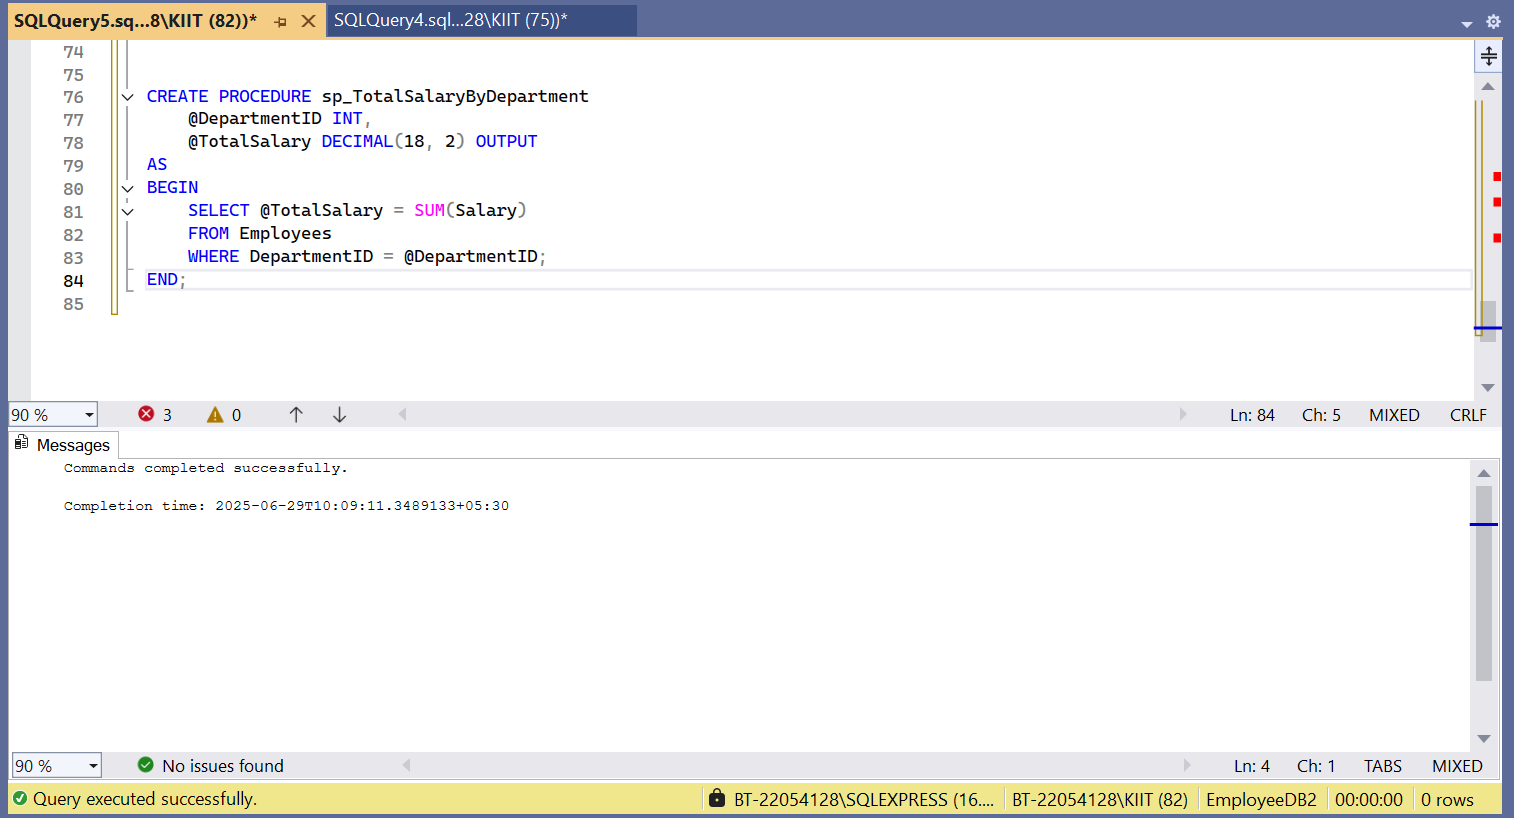 SQLQuery5.sq...8\KIIT (82))* SQLQuery4.sql...28\KIIT (75))*
74
75
76 CREATE PROCEDURE sp_TotalSalaryByDepartment
77 @DepartmentID INT,
78 @TotalSalary DECIMAL(18, 2) OUTPUT
79 AS
80 BEGIN
81 SELECT @TotalSalary = SUM(Salary)
82 FROM Employees
83 WHERE DepartmentID = @DepartmentID;
84 END;
85
90 % 3 0 Ln: 84 Ch: 5 MIXED CRLF
Messages
Commands completed successfully.
Completion time: 2025-06-29T10:09:11.3489133+05:30
90 % No issues found Ln: 4 Ch: 1 TABS MIXED
Query executed successfully. BT-22054128\SQLEXPRESS (16.... BT-22054128\KIIT (82) EmployeeDB2 00:00:00 0 rows